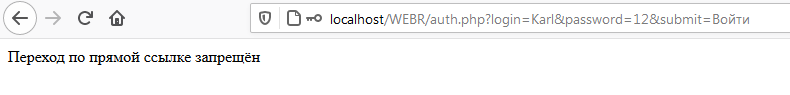 localhost/WEBR/auth.php?login=Karl&password=12&submit=Войти
Переход по прямой ссылке запрещён